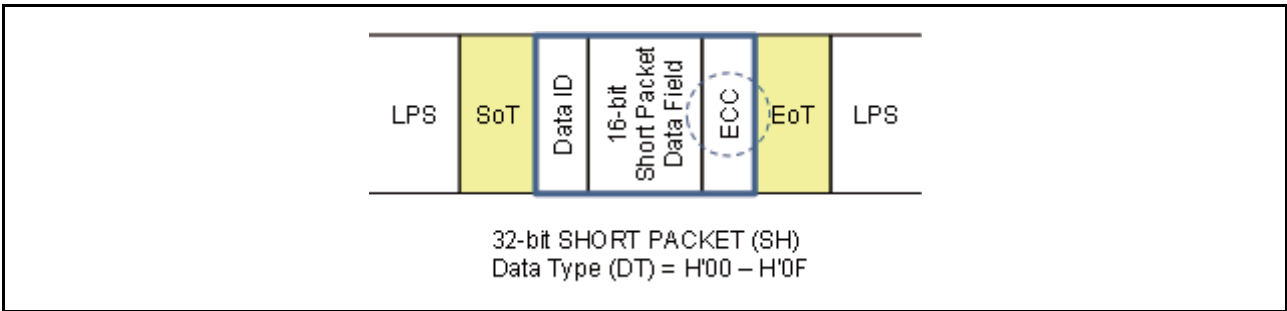 LPS
SoT
Data ID
16-bit
Short Packet
Data Field
ECC
EoT
LPS
32-bit SHORT PACKET (SH)
Data Type (DT) = H'00 – H'0F